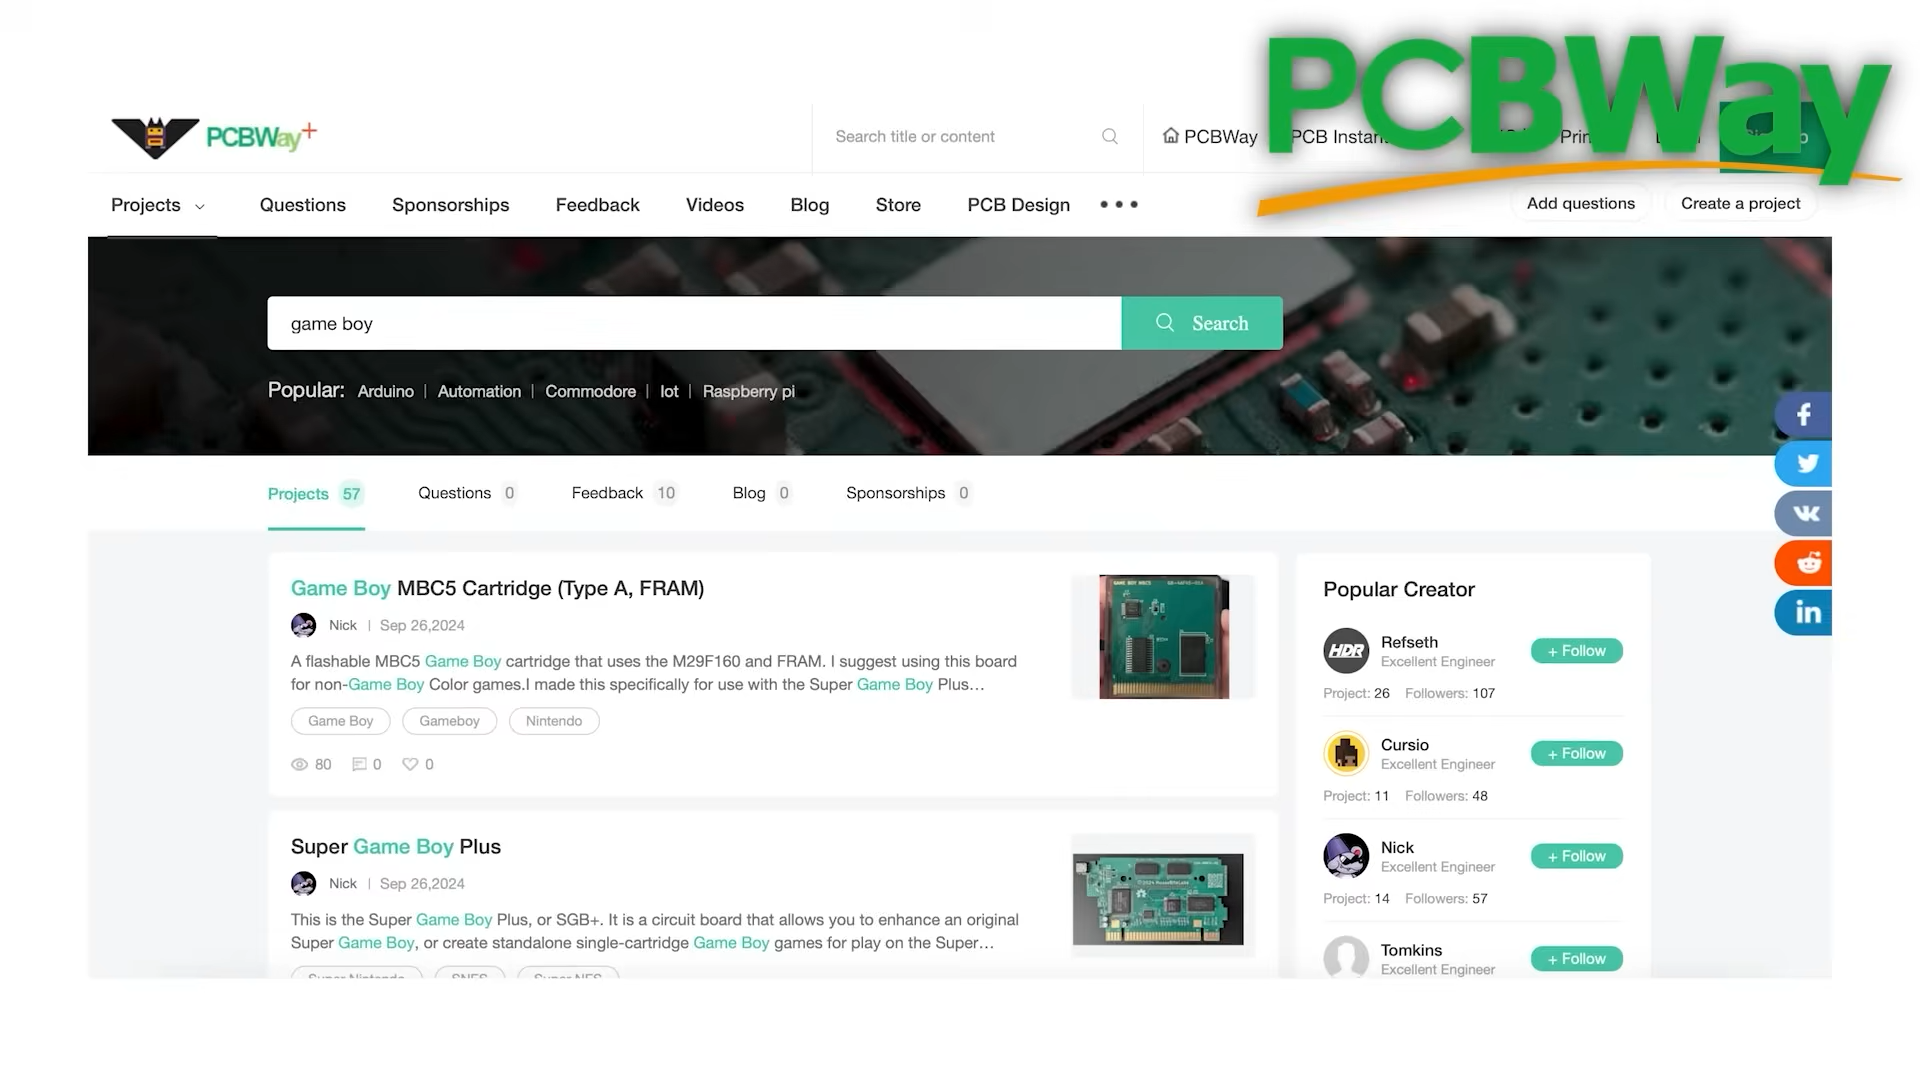 PCBWay
PCBWay+
Search title or content
PCBWay
PCB Instant
Projects
Questions
Sponsorships
Feedback
Videos
Blog
Store
PCB Design
Add questions
Create a project
game boy
Search
Popular: Arduino | Automation | Commodore | Iot | Raspberry pi
Projects 57
Questions 0
Feedback 10
Blog 0
Sponsorships 0
Game Boy MBC5 Cartridge (Type A, FRAM)
Nick | Sep 26,2024
A flashable MBC5 Game Boy cartridge that uses the M29F160 and FRAM. I suggest using this board
for non-Game Boy Color games.I made this specifically for use with the Super Game Boy Plus…
Game Boy
Gameboy
Nintendo
80 0 0
Super Game Boy Plus
Nick | Sep 26,2024
This is the Super Game Boy Plus, or SGB+. It is a circuit board that allows you to enhance an original
Super Game Boy, or create standalone single-cartridge Game Boy games for play on the Super…
Super Nintendo
SNES
Super NES
Popular Creator
HDR
Refseth
Excellent Engineer
+ Follow
Project: 26 Followers: 107
Cursio
Excellent Engineer
+ Follow
Project: 11 Followers: 48
Nick
Excellent Engineer
+ Follow
Project: 14 Followers: 57
Tomkins
Excellent Engineer
+ Follow